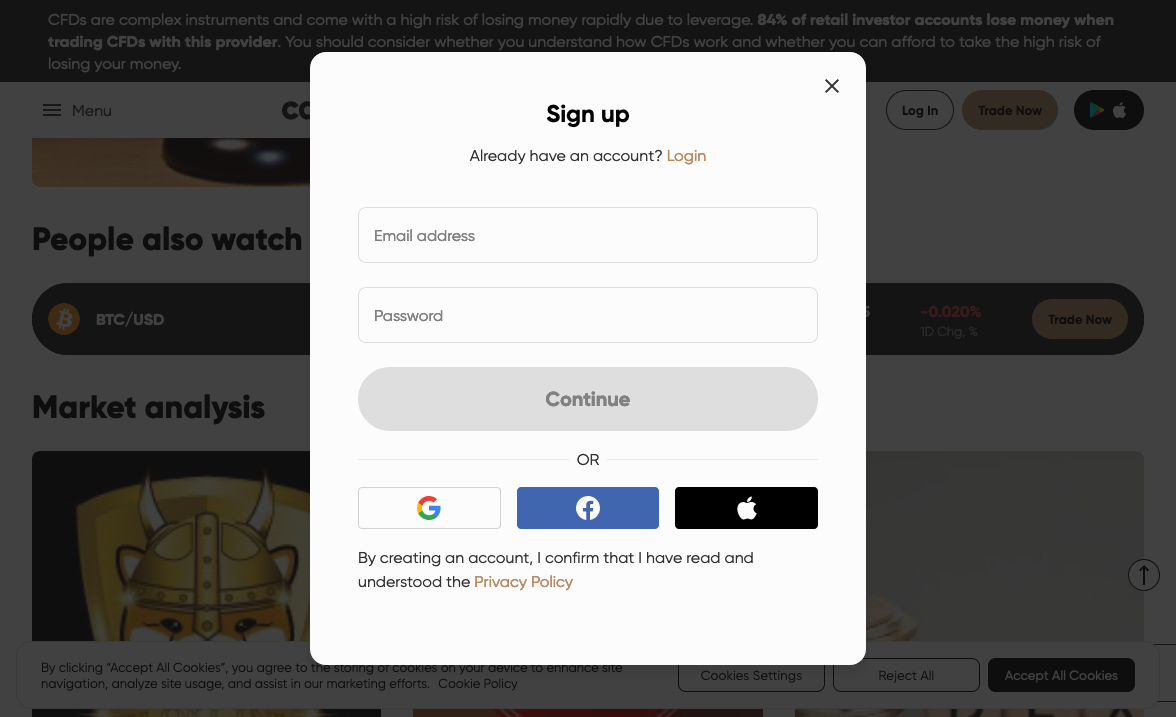 CFDs are complex instruments and come with a high risk of losing money rapidly due to leverage. 84% of retail investor accounts lose money when
trading CFDs with this provider. You should consider whether you understand how CFDs work and whether you can afford to take the high risk of
losing your money.
Menu
Log In
Trade Now
Sign up
Already have an account? Login
Email address
People also watch
Password
BTC/USD
-0.020%
1D Chg, %
Trade Now
Continue
Market analysis
OR
By creating an account, I confirm that I have read and
understood the Privacy Policy
By clicking “Accept All Cookies”, you agree to the storing of cookies on your device to enhance site
navigation, analyze site usage, and assist in our marketing efforts. Cookie Policy
Cookies Settings
Reject All
Accept All Cookies